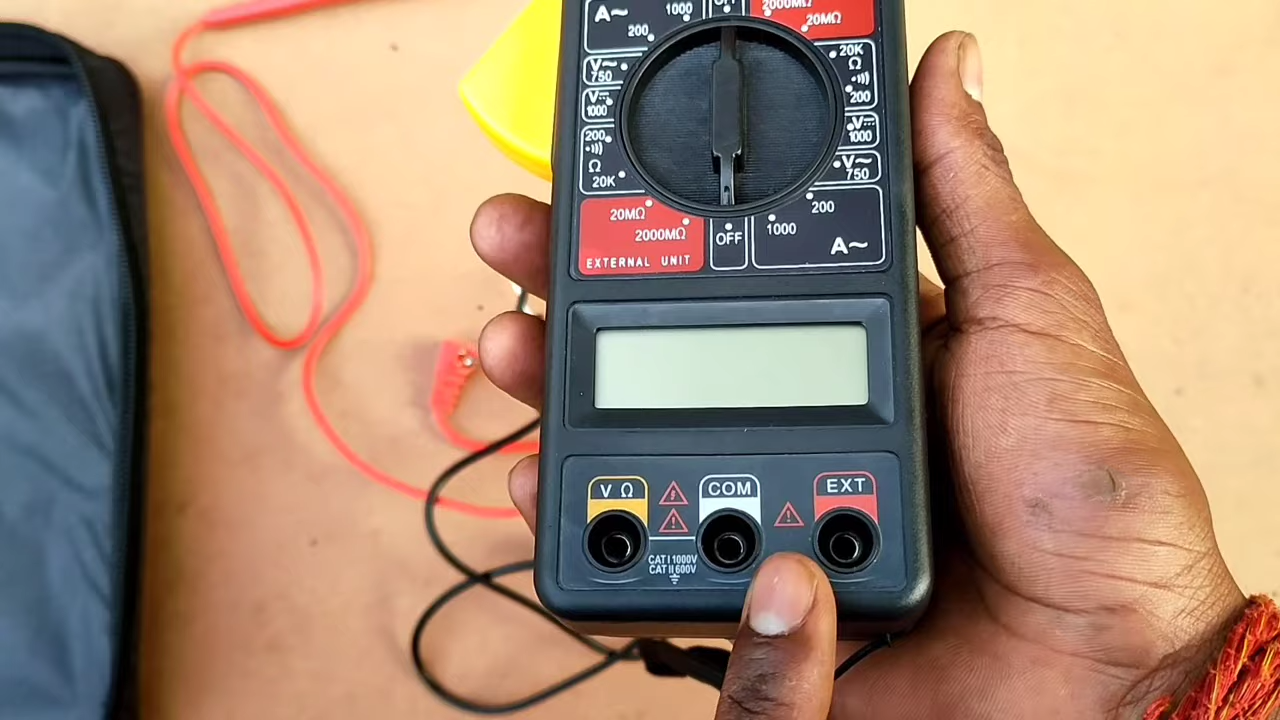 A~
1000
200
OFF
2000MΩ
20MΩ
V~
750
V⎓
1000
200
Ω
20K
20K
Ω
200
V⎓
1000
V~
750
20MΩ
2000MΩ
EXTERNAL UNIT
OFF
200
1000
A~
V Ω
COM
EXT
CAT I 1000V
CAT II 600V